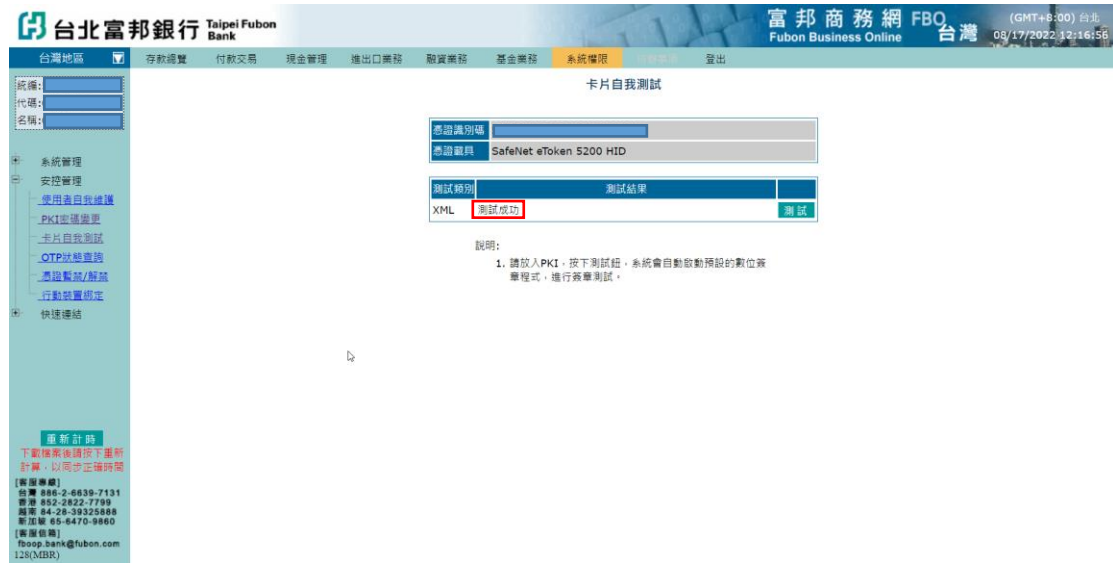 台北富邦銀行 Taipei Fubon Bank
富邦商務網 FBO
Fubon Business Online 台灣
(GMT+8:00) 台北
08/17/2022 12:16:56
台灣地區 存款總覽 付款交易 現金管理 進出口業務 融資業務 基金業務 系統權限 登出
統編:
代碼:
名稱:
系統管理
安控管理
使用者自我維護
PKI密碼變更
卡片自我測試
OTP狀態查詢
憑證暫禁/解禁
行動裝置綁定
快速連結
重新計時
下載檔案後請按下重新
計算,以同步正確時間
[客服專線]
台灣 886-2-6639-7131
香港 852-2822-7799
越南 84-28-39325888
新加坡 65-6470-9860
[客服信箱]
fboop.bank@fubon.com
128(MBR)
卡片自我測試
憑證識別碼
憑證載具 SafeNet eToken 5200 HID
測試類別 測試結果
XML 測試成功 測試
說明:
1. 請放入PKI,按下測試鈕,系統會自動啟動預設的數位簽
章程式,進行簽章測試。